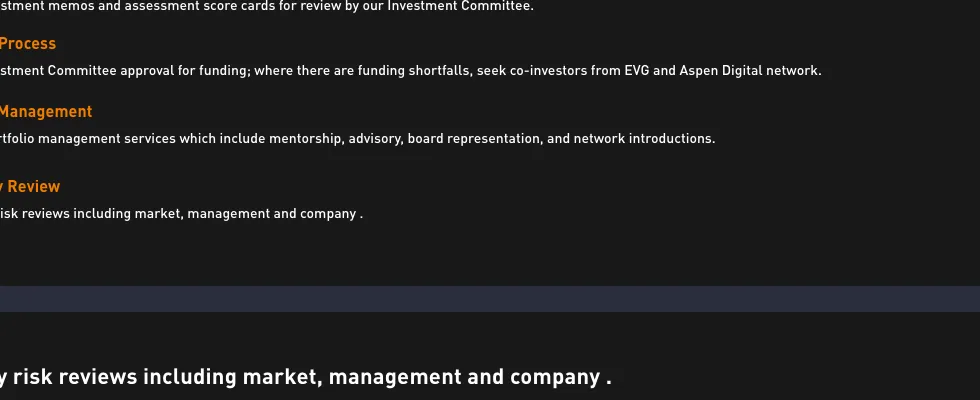 stment memos and assessment score cards for review by our Investment Committee.
Process
stment Committee approval for funding; where there are funding shortfalls, seek co-investors from EVG and Aspen Digital network.
Management
rtfolio management services which include mentorship, advisory, board representation, and network introductions.
y Review
risk reviews including market, management and company .
y risk reviews including market, management and company .